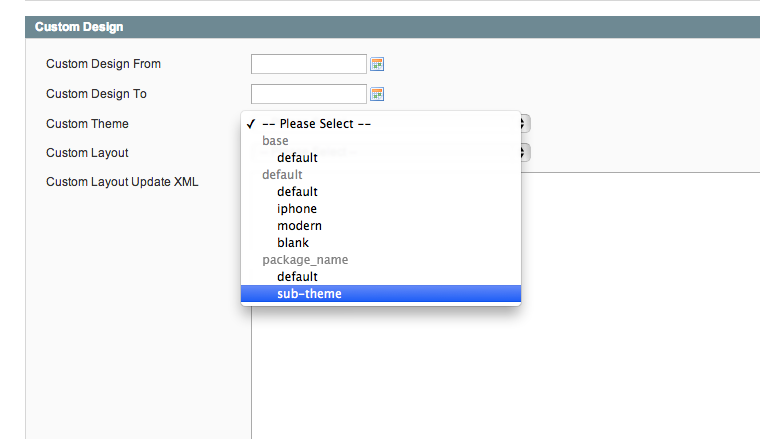 Custom Design
Custom Design From
Custom Design To
Custom Theme
✓ -- Please Select --
base
default
default
default
iphone
modern
blank
package_name
default
sub-theme
Custom Layout
Custom Layout Update XML